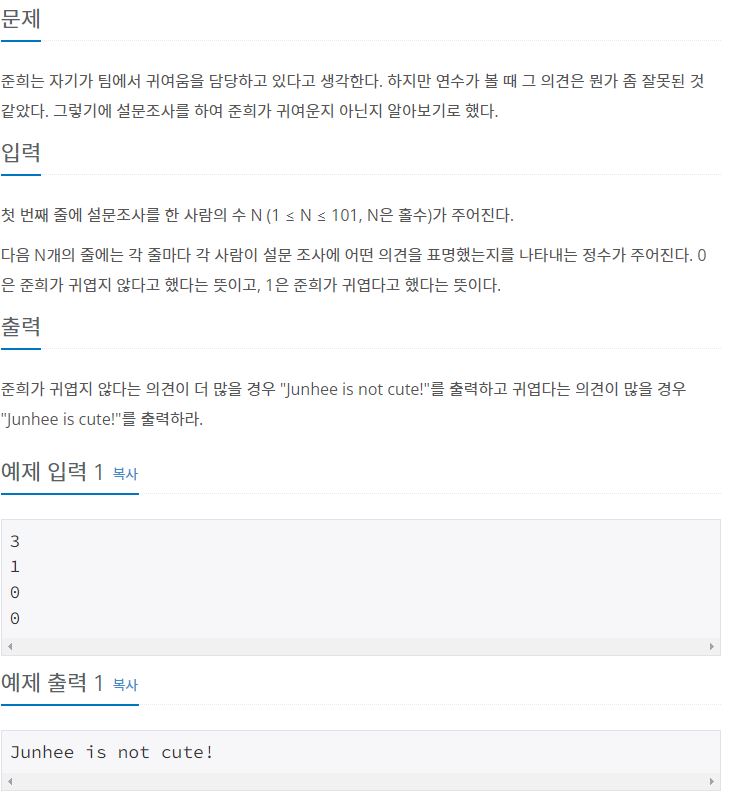 문제
준희는 자기가 팀에서 귀여움을 담당하고 있다고 생각한다. 하지만 연수가 볼 때 그 의견은 뭔가 좀 잘못된 것
같았다. 그렇기에 설문조사를 하여 준희가 귀여운지 아닌지 알아보기로 했다.
입력
첫 번째 줄에 설문조사를 한 사람의 수 N (1 ≤ N ≤ 101, N은 홀수)가 주어진다.
다음 N개의 줄에는 각 줄마다 각 사람이 설문 조사에 어떤 의견을 표명했는지를 나타내는 정수가 주어진다. 0
은 준희가 귀엽지 않다고 했다는 뜻이고, 1은 준희가 귀엽다고 했다는 뜻이다.
출력
준희가 귀엽지 않다는 의견이 더 많을 경우 "Junhee is not cute!"를 출력하고 귀엽다는 의견이 많을 경우
"Junhee is cute!"를 출력하라.
예제 입력 1 복사
3
1
0
0
예제 출력 1 복사
Junhee is not cute!